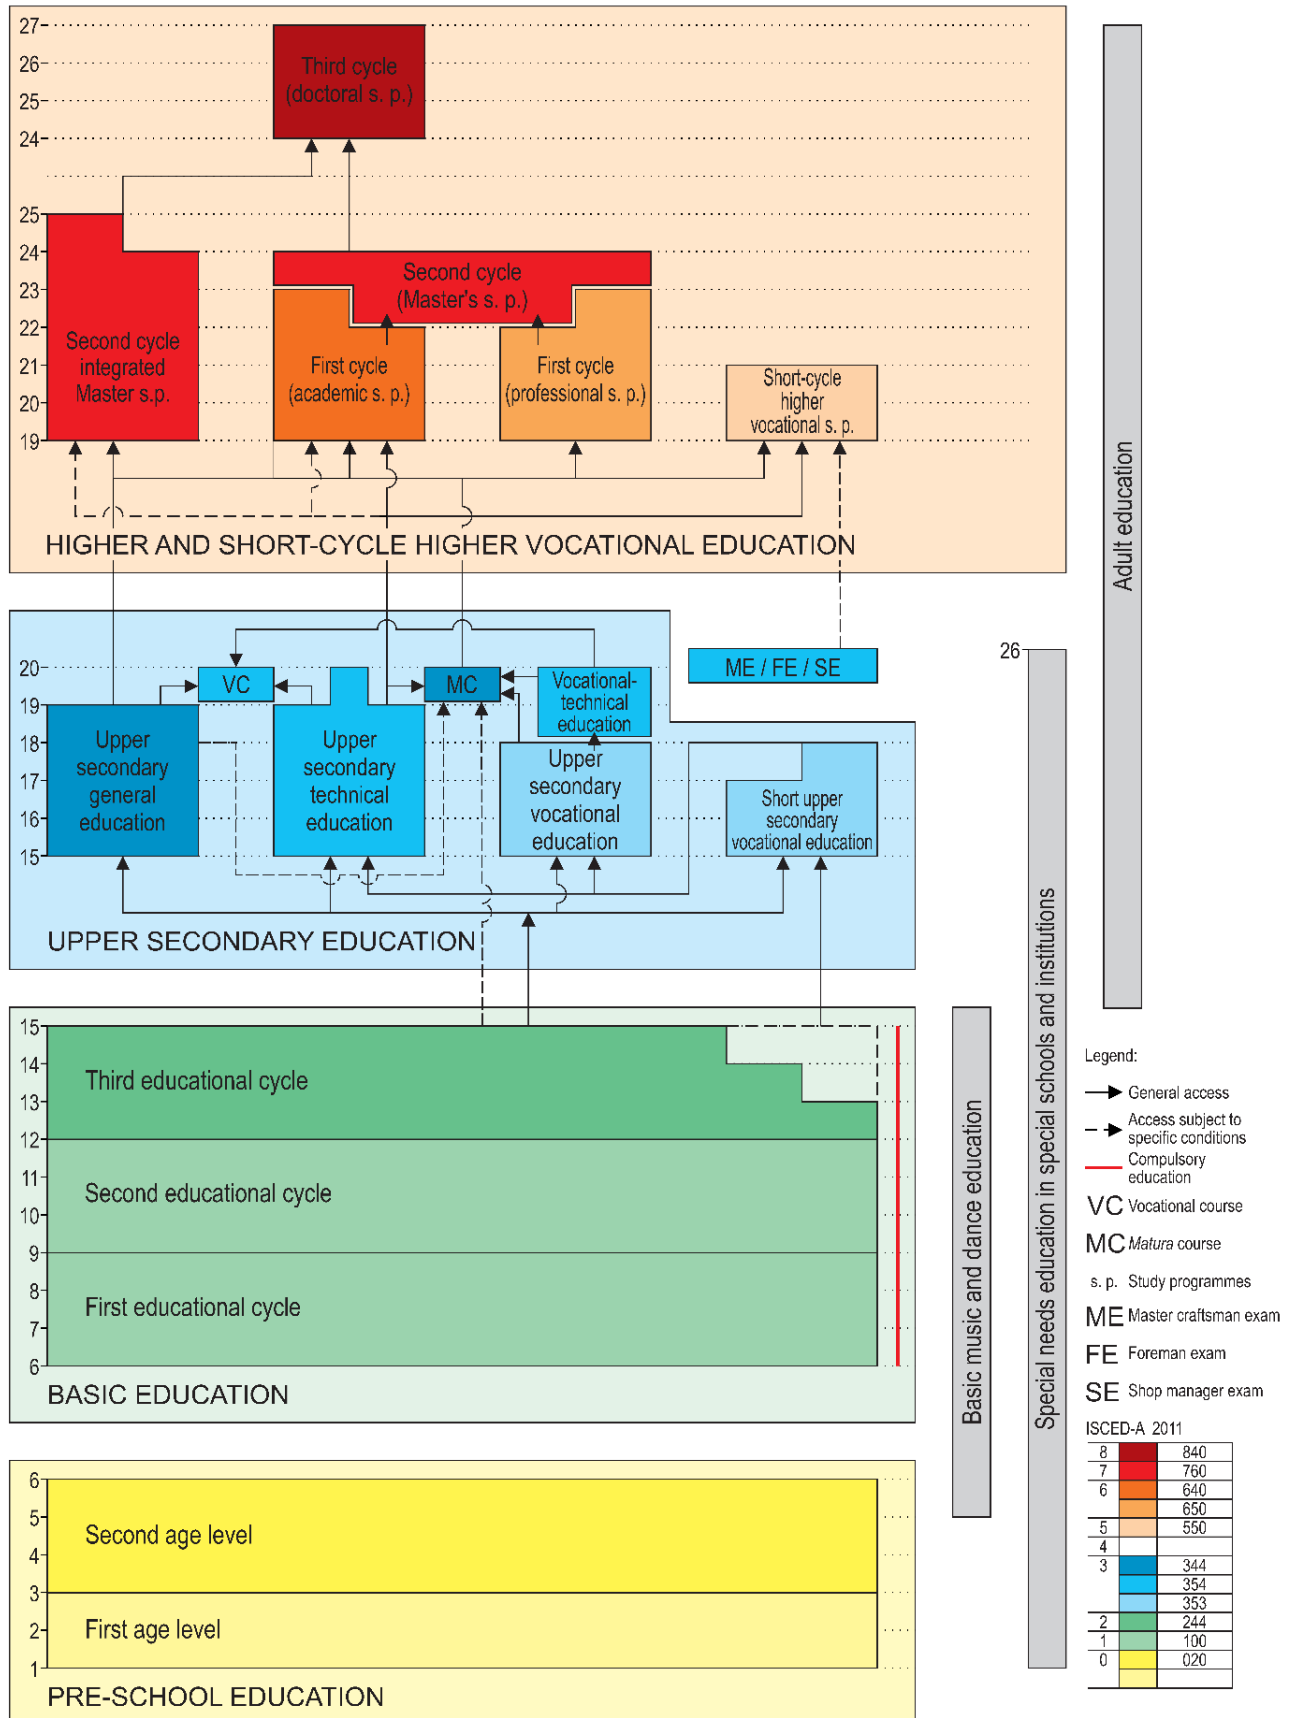 27
26
25
24
25
24
23
22
21
20
19
Third cycle
(doctoral s. p.)
Second cycle
(Master's s. p.)
Second cycle
integrated
Master s.p.
First cycle
(academic s. p.)
First cycle
(professional s. p.)
Short-cycle
higher
vocational s. p.
HIGHER AND SHORT-CYCLE HIGHER VOCATIONAL EDUCATION
20
19
18
17
16
15
VC
MC
Vocational-
technical
education
ME / FE / SE
Upper
secondary
general
education
Upper
secondary
technical
education
Upper
secondary
vocational
education
Short upper
secondary
vocational education
UPPER SECONDARY EDUCATION
15
14
13
12
11
10
9
8
7
6
Third educational cycle
Second educational cycle
First educational cycle
BASIC EDUCATION
6
5
4
3
2
1
Second age level
First age level
PRE-SCHOOL EDUCATION
Basic music and dance education
26
Special needs education in special schools and institutions
Adult education
Legend:
General access
Access subject to
specific conditions
Compulsory
education
VC Vocational course
MC Matura course
s. p. Study programmes
ME Master craftsman exam
FE Foreman exam
SE Shop manager exam
ISCED-A 2011
8 840
7 760
6 640
650
5 550
4
3 344
354
353
2 244
1 100
0 020